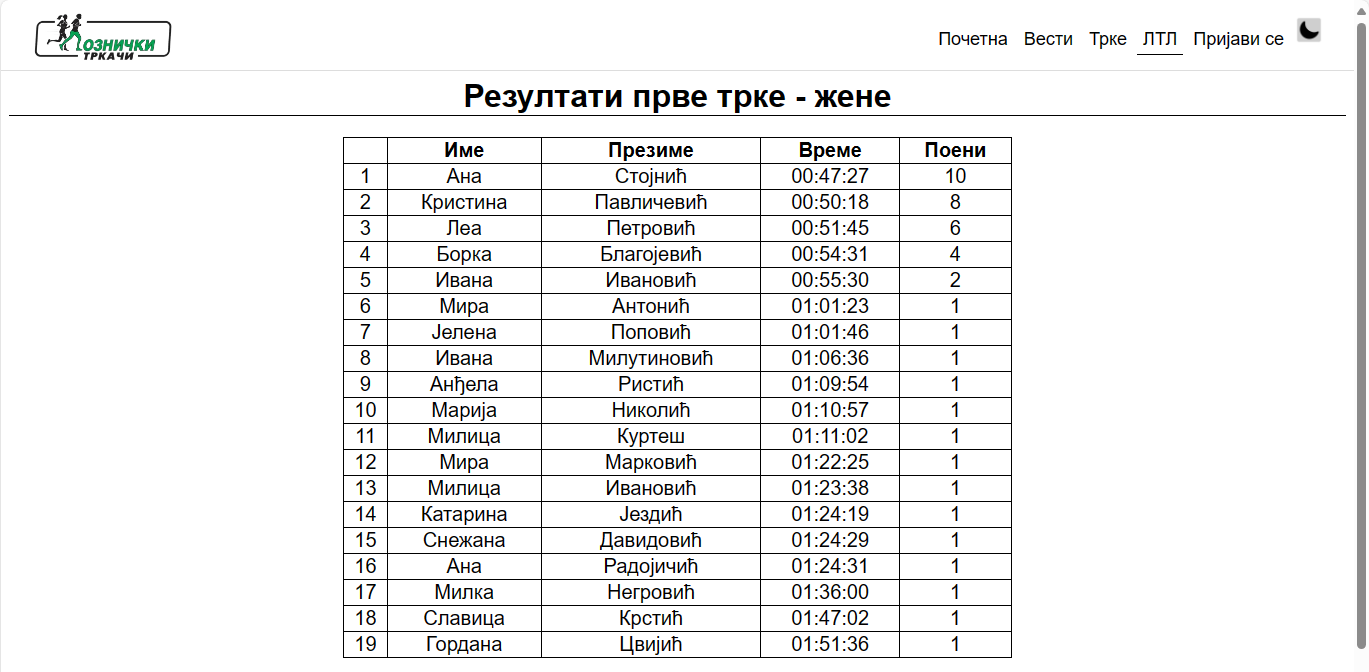 ОЗНИЧКИ
ТРКАЧИ
Почетна Вести Трке ЛТЛ Пријави се
Резултати прве трке - жене
Име Презиме Време Поени
1 Ана Стојнић 00:47:27 10
2 Кристина Павличевић 00:50:18 8
3 Леа Петровић 00:51:45 6
4 Борка Благојевић 00:54:31 4
5 Ивана Ивановић 00:55:30 2
6 Мира Антонић 01:01:23 1
7 Јелена Поповић 01:01:46 1
8 Ивана Милутиновић 01:06:36 1
9 Анђела Ристић 01:09:54 1
10 Марија Николић 01:10:57 1
11 Милица Куртеш 01:11:02 1
12 Мира Марковић 01:22:25 1
13 Милица Ивановић 01:23:38 1
14 Катарина Јездић 01:24:19 1
15 Снежана Давидовић 01:24:29 1
16 Ана Радојичић 01:24:31 1
17 Милка Негровић 01:36:00 1
18 Славица Крстић 01:47:02 1
19 Гордана Цвијић 01:51:36 1